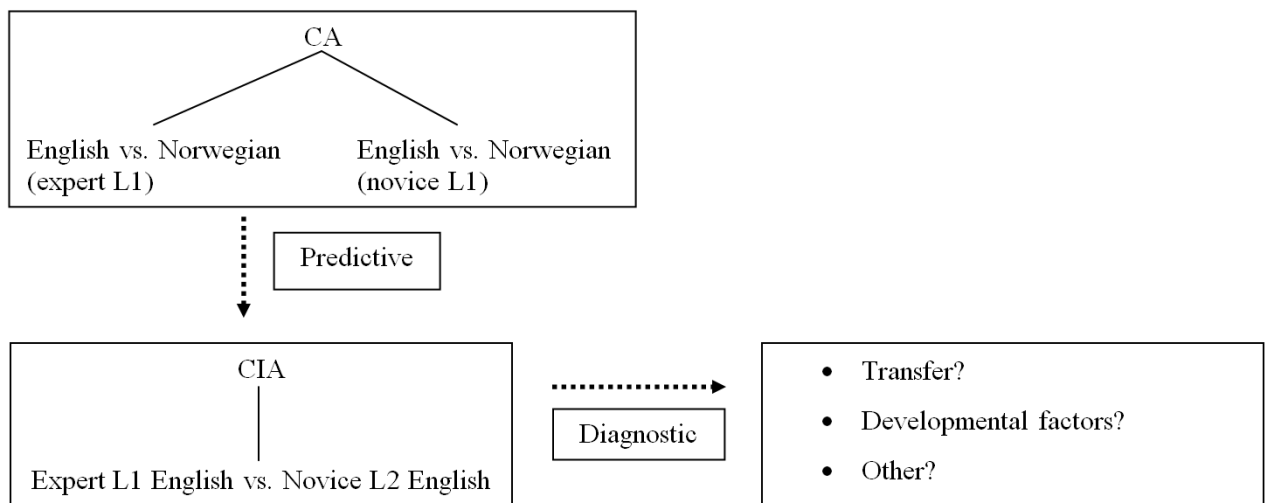 CA
English vs. Norwegian
(expert L1)
English vs. Norwegian
(novice L1)
Predictive
CIA
Expert L1 English vs. Novice L2 English
Diagnostic
• Transfer?
• Developmental factors?
• Other?